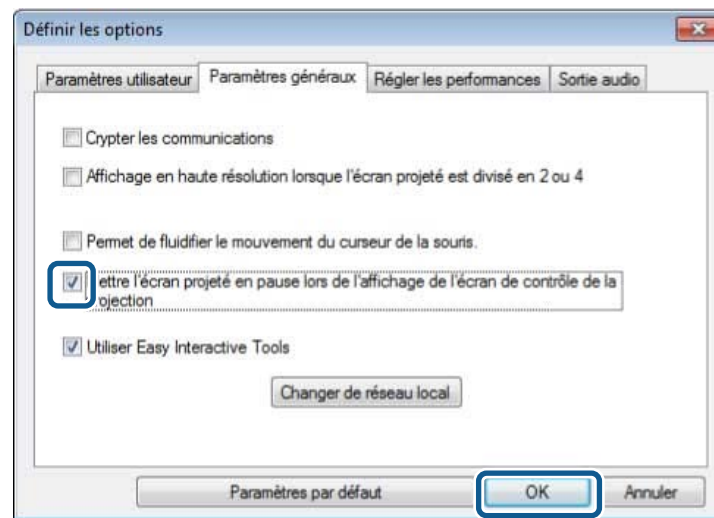 Définir les options
Paramètres utilisateur Paramètres généraux Régler les performances Sortie audio
Crypter les communications
Affichage en haute résolution lorsque l'écran projeté est divisé en 2 ou 4
Permet de fluidifier le mouvement du curseur de la souris.
ettre l'écran projeté en pause lors de l'affichage de l'écran de contrôle de la
ojection
Utiliser Easy Interactive Tools
Changer de réseau local
Paramètres par défaut OK Annuler